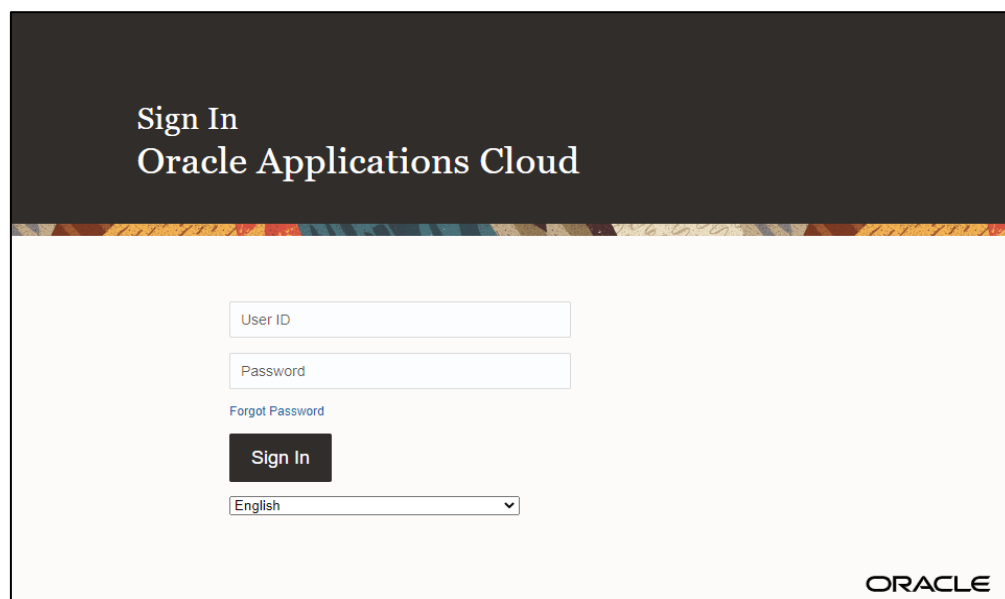 Sign In
Oracle Applications Cloud
User ID
Password
Forgot Password
Sign In
English
ORACLE